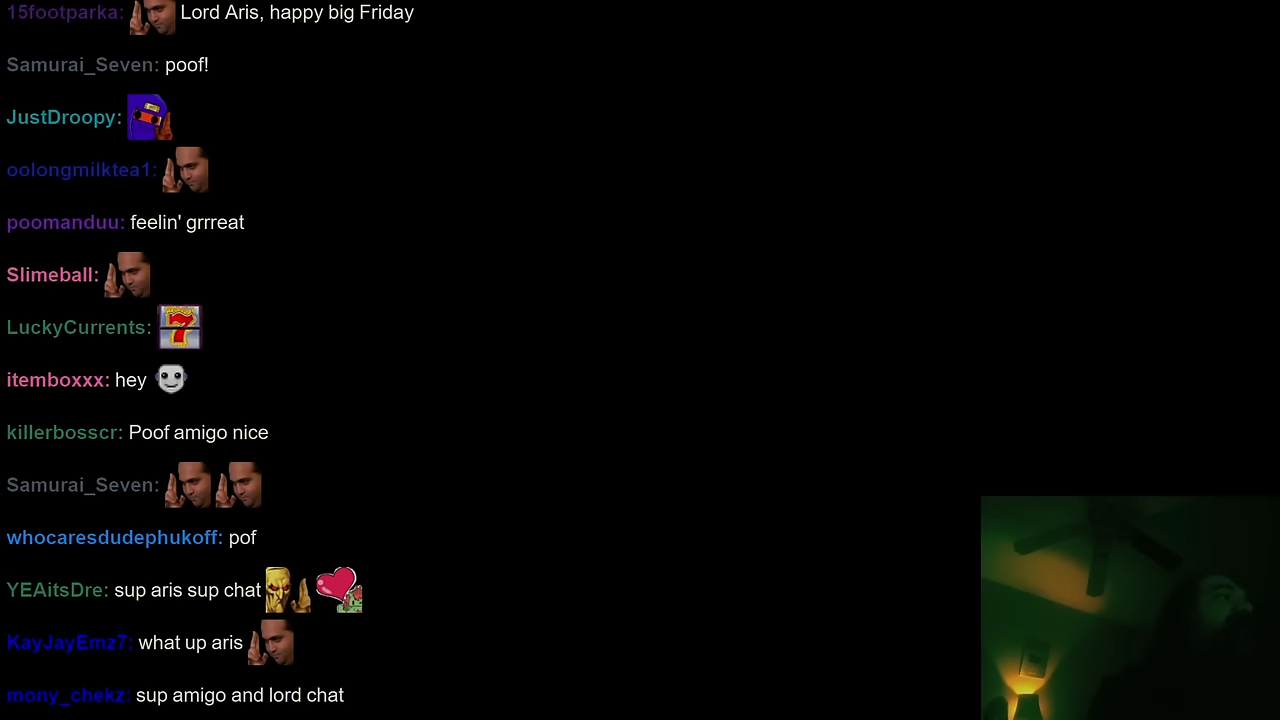 15footparka: Lord Aris, happy big Friday
Samurai_Seven: poof!
JustDroopy:
oolongmilktea1:
poomanduu: feelin' grrreat
Slimeball:
LuckyCurrents: 7
itemboxxx: hey
killerbosscr: Poof amigo nice
Samurai_Seven:
whocaresdudephukoff: pof
YEAitsDre: sup aris sup chat
KayJayEmz7: what up aris
mony_chekz: sup amigo and lord chat